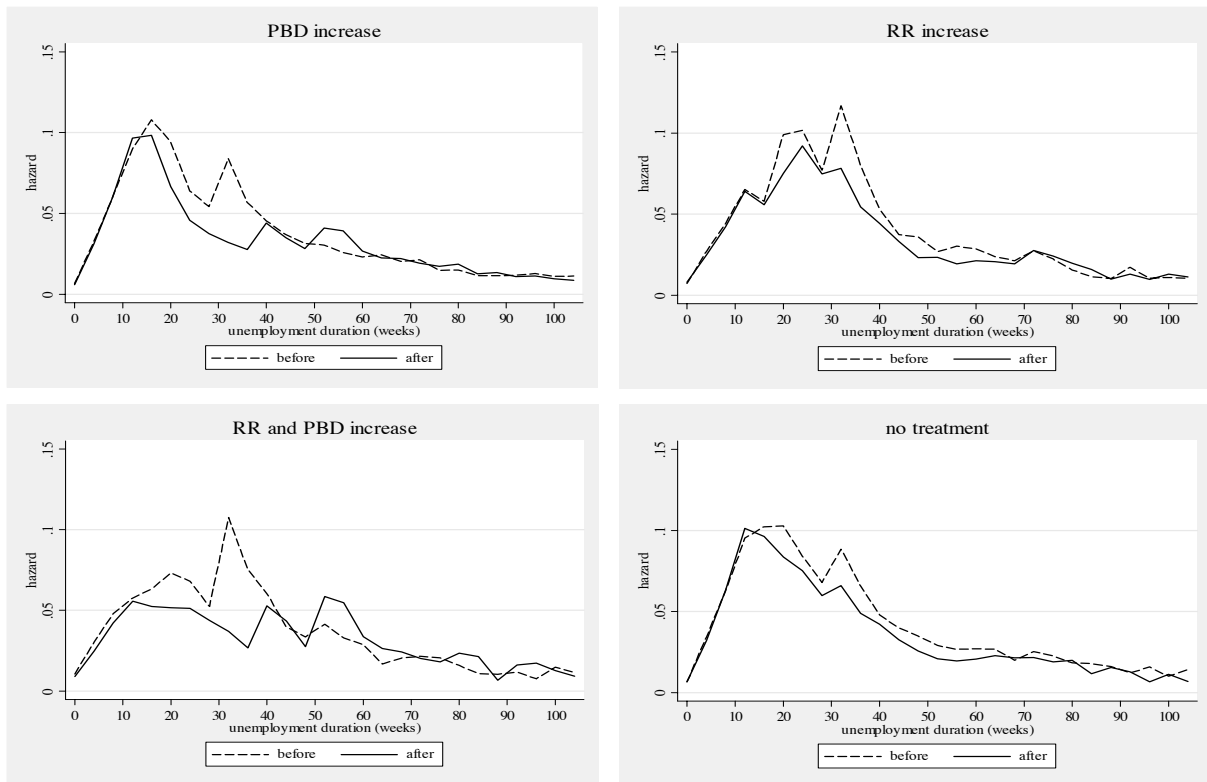 PBD increase
.15
.1
.05
0
hazard
0 10 20 30 40 50 60 70 80 90 100
unemployment duration (weeks)
before after
RR increase
.15
.1
.05
0
hazard
0 10 20 30 40 50 60 70 80 90 100
unemployment duration (weeks)
before after
RR and PBD increase
.15
.1
.05
0
hazard
0 10 20 30 40 50 60 70 80 90 100
unemployment duration (weeks)
before after
no treatment
.15
.1
.05
0
hazard
0 10 20 30 40 50 60 70 80 90 100
unemployment duration (weeks)
before after